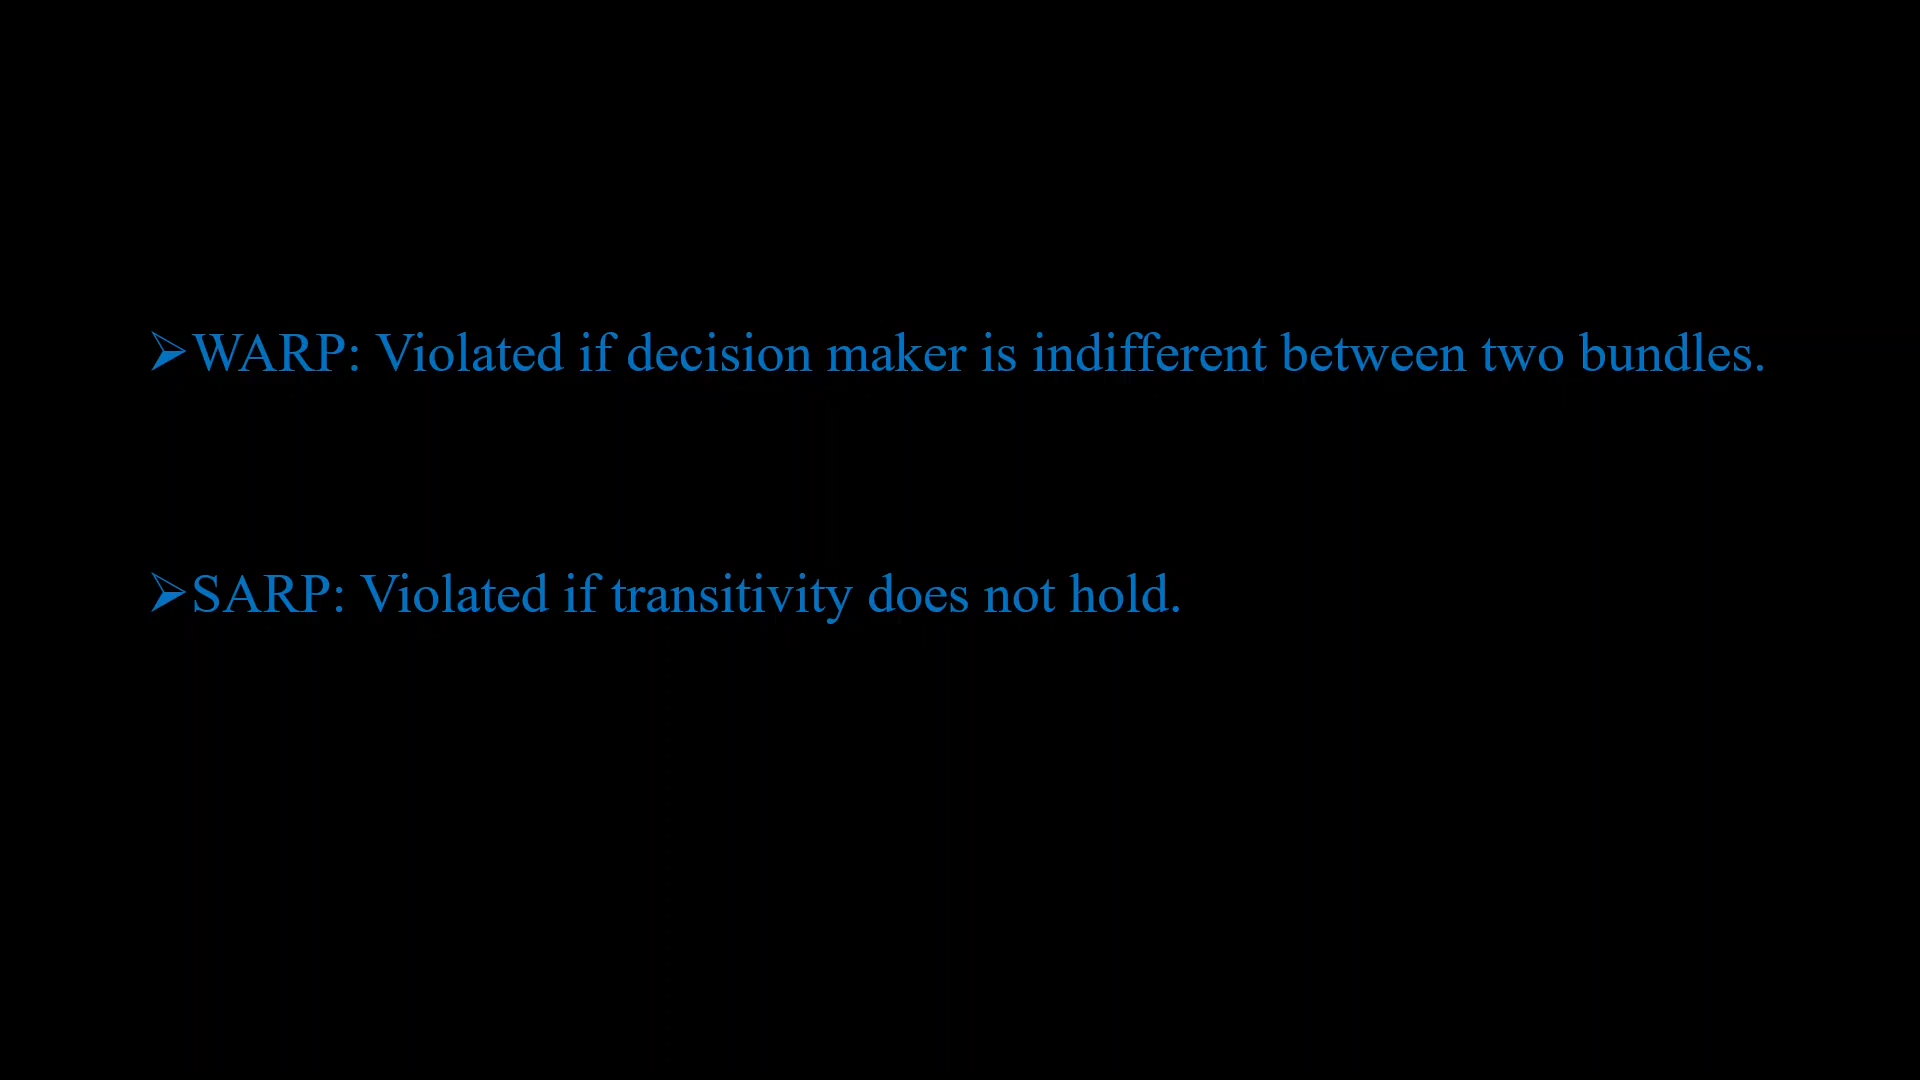 ➢WARP: Violated if decision maker is indifferent between two bundles.
➢SARP: Violated if transitivity does not hold.